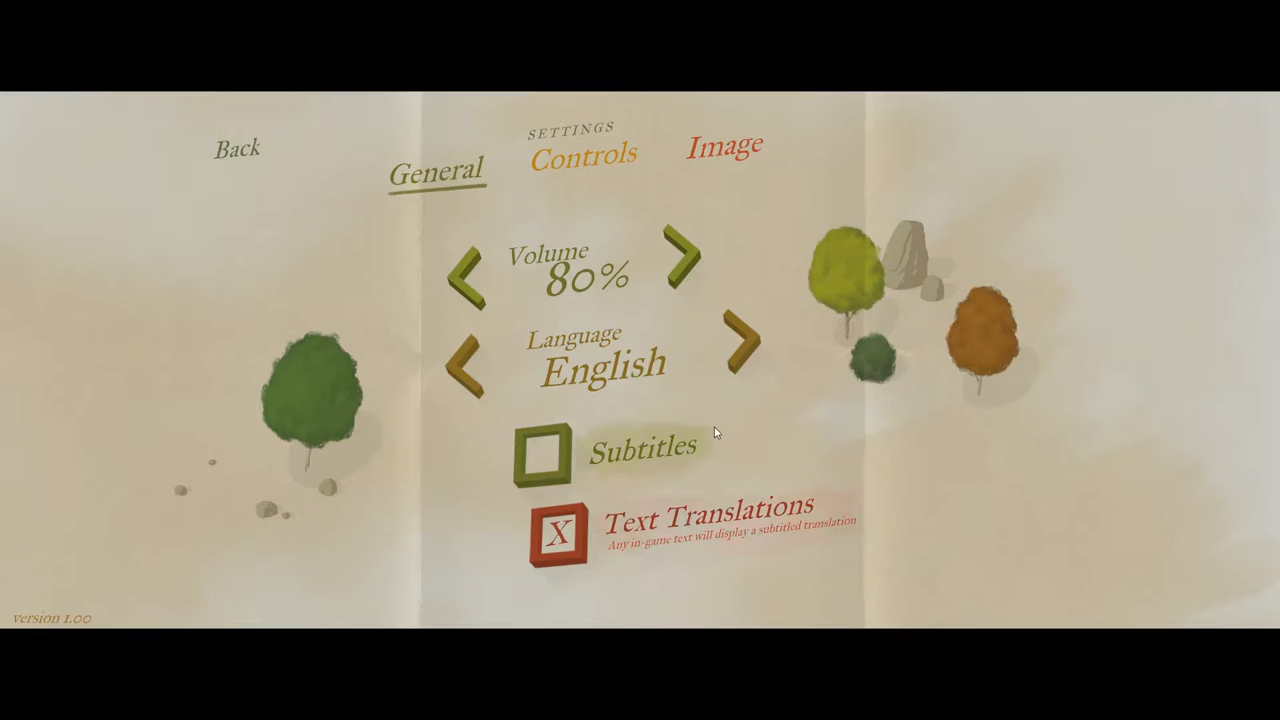 Back
SETTINGS
General
Controls
Image
Volume
80%
Language
English
Subtitles
X
Text Translations
Any in-game text will display a subtitled translation
version 1.00